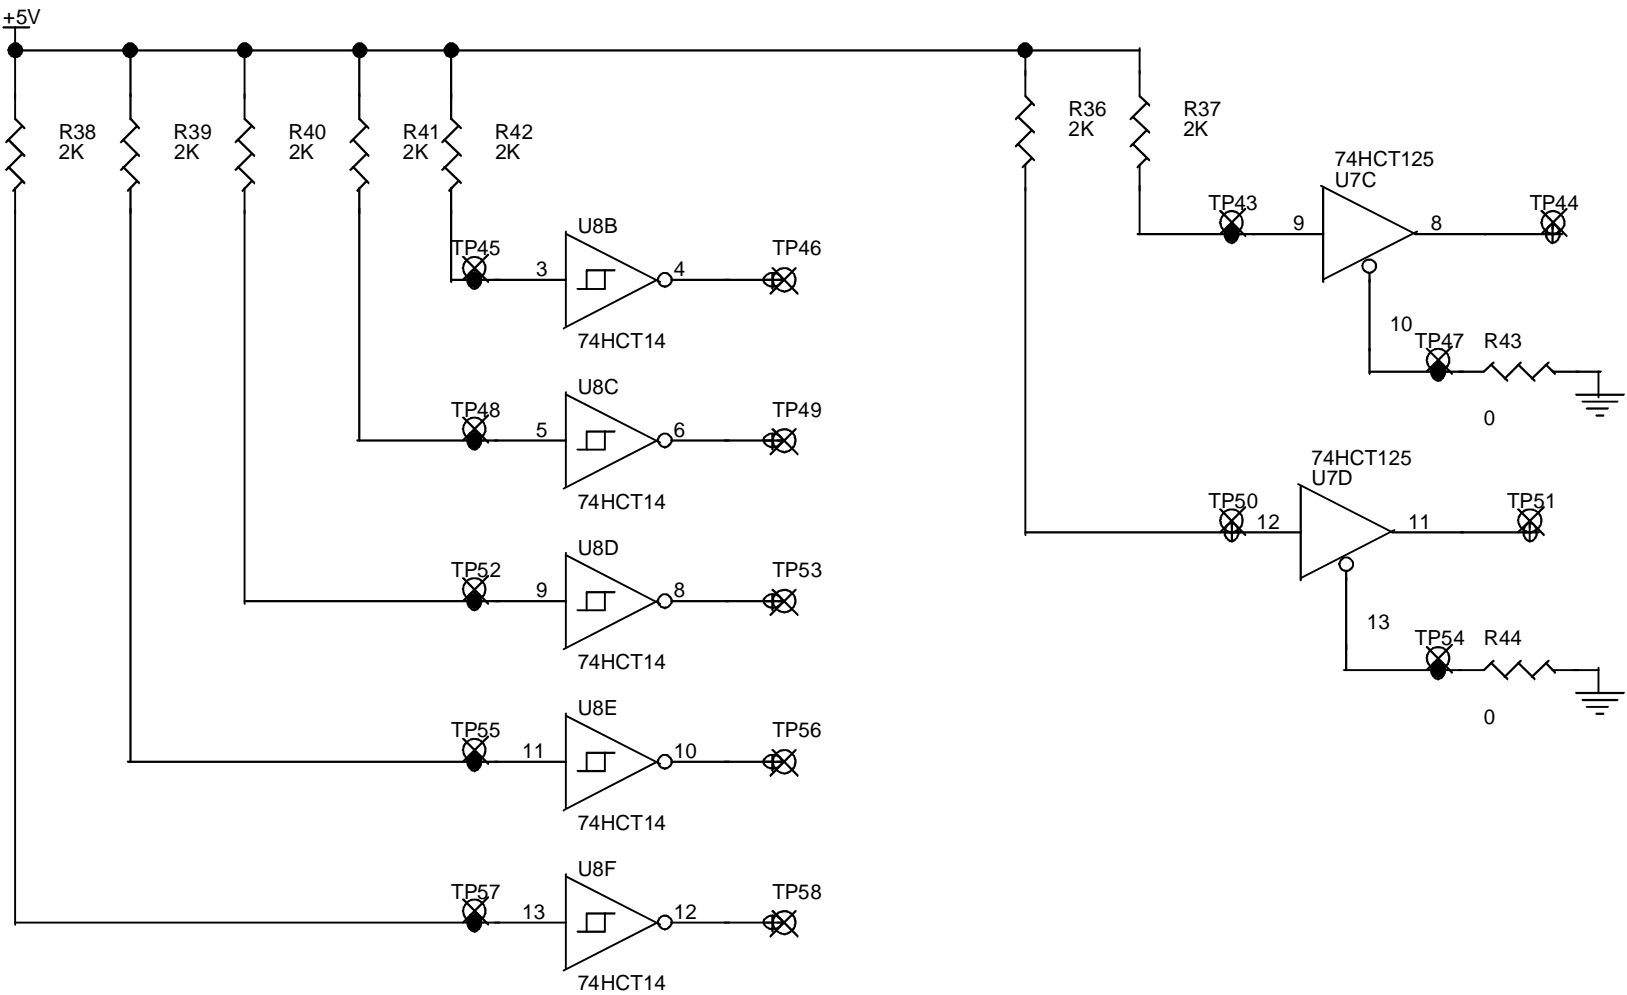 +5V
R38
2K
R39
2K
R40
2K
R41
2K
R42
2K
R36
2K
R37
2K
74HCT125
U7C
TP43
9
8
TP44
10
TP47
R43
0
U8B
TP45
3
4
TP46
74HCT14
U8C
TP48
5
6
TP49
74HCT14
74HCT125
U7D
TP50
12
11
TP51
13
TP54
R44
0
U8D
TP52
9
8
TP53
74HCT14
U8E
TP55
11
10
TP56
74HCT14
U8F
TP57
13
12
TP58
74HCT14